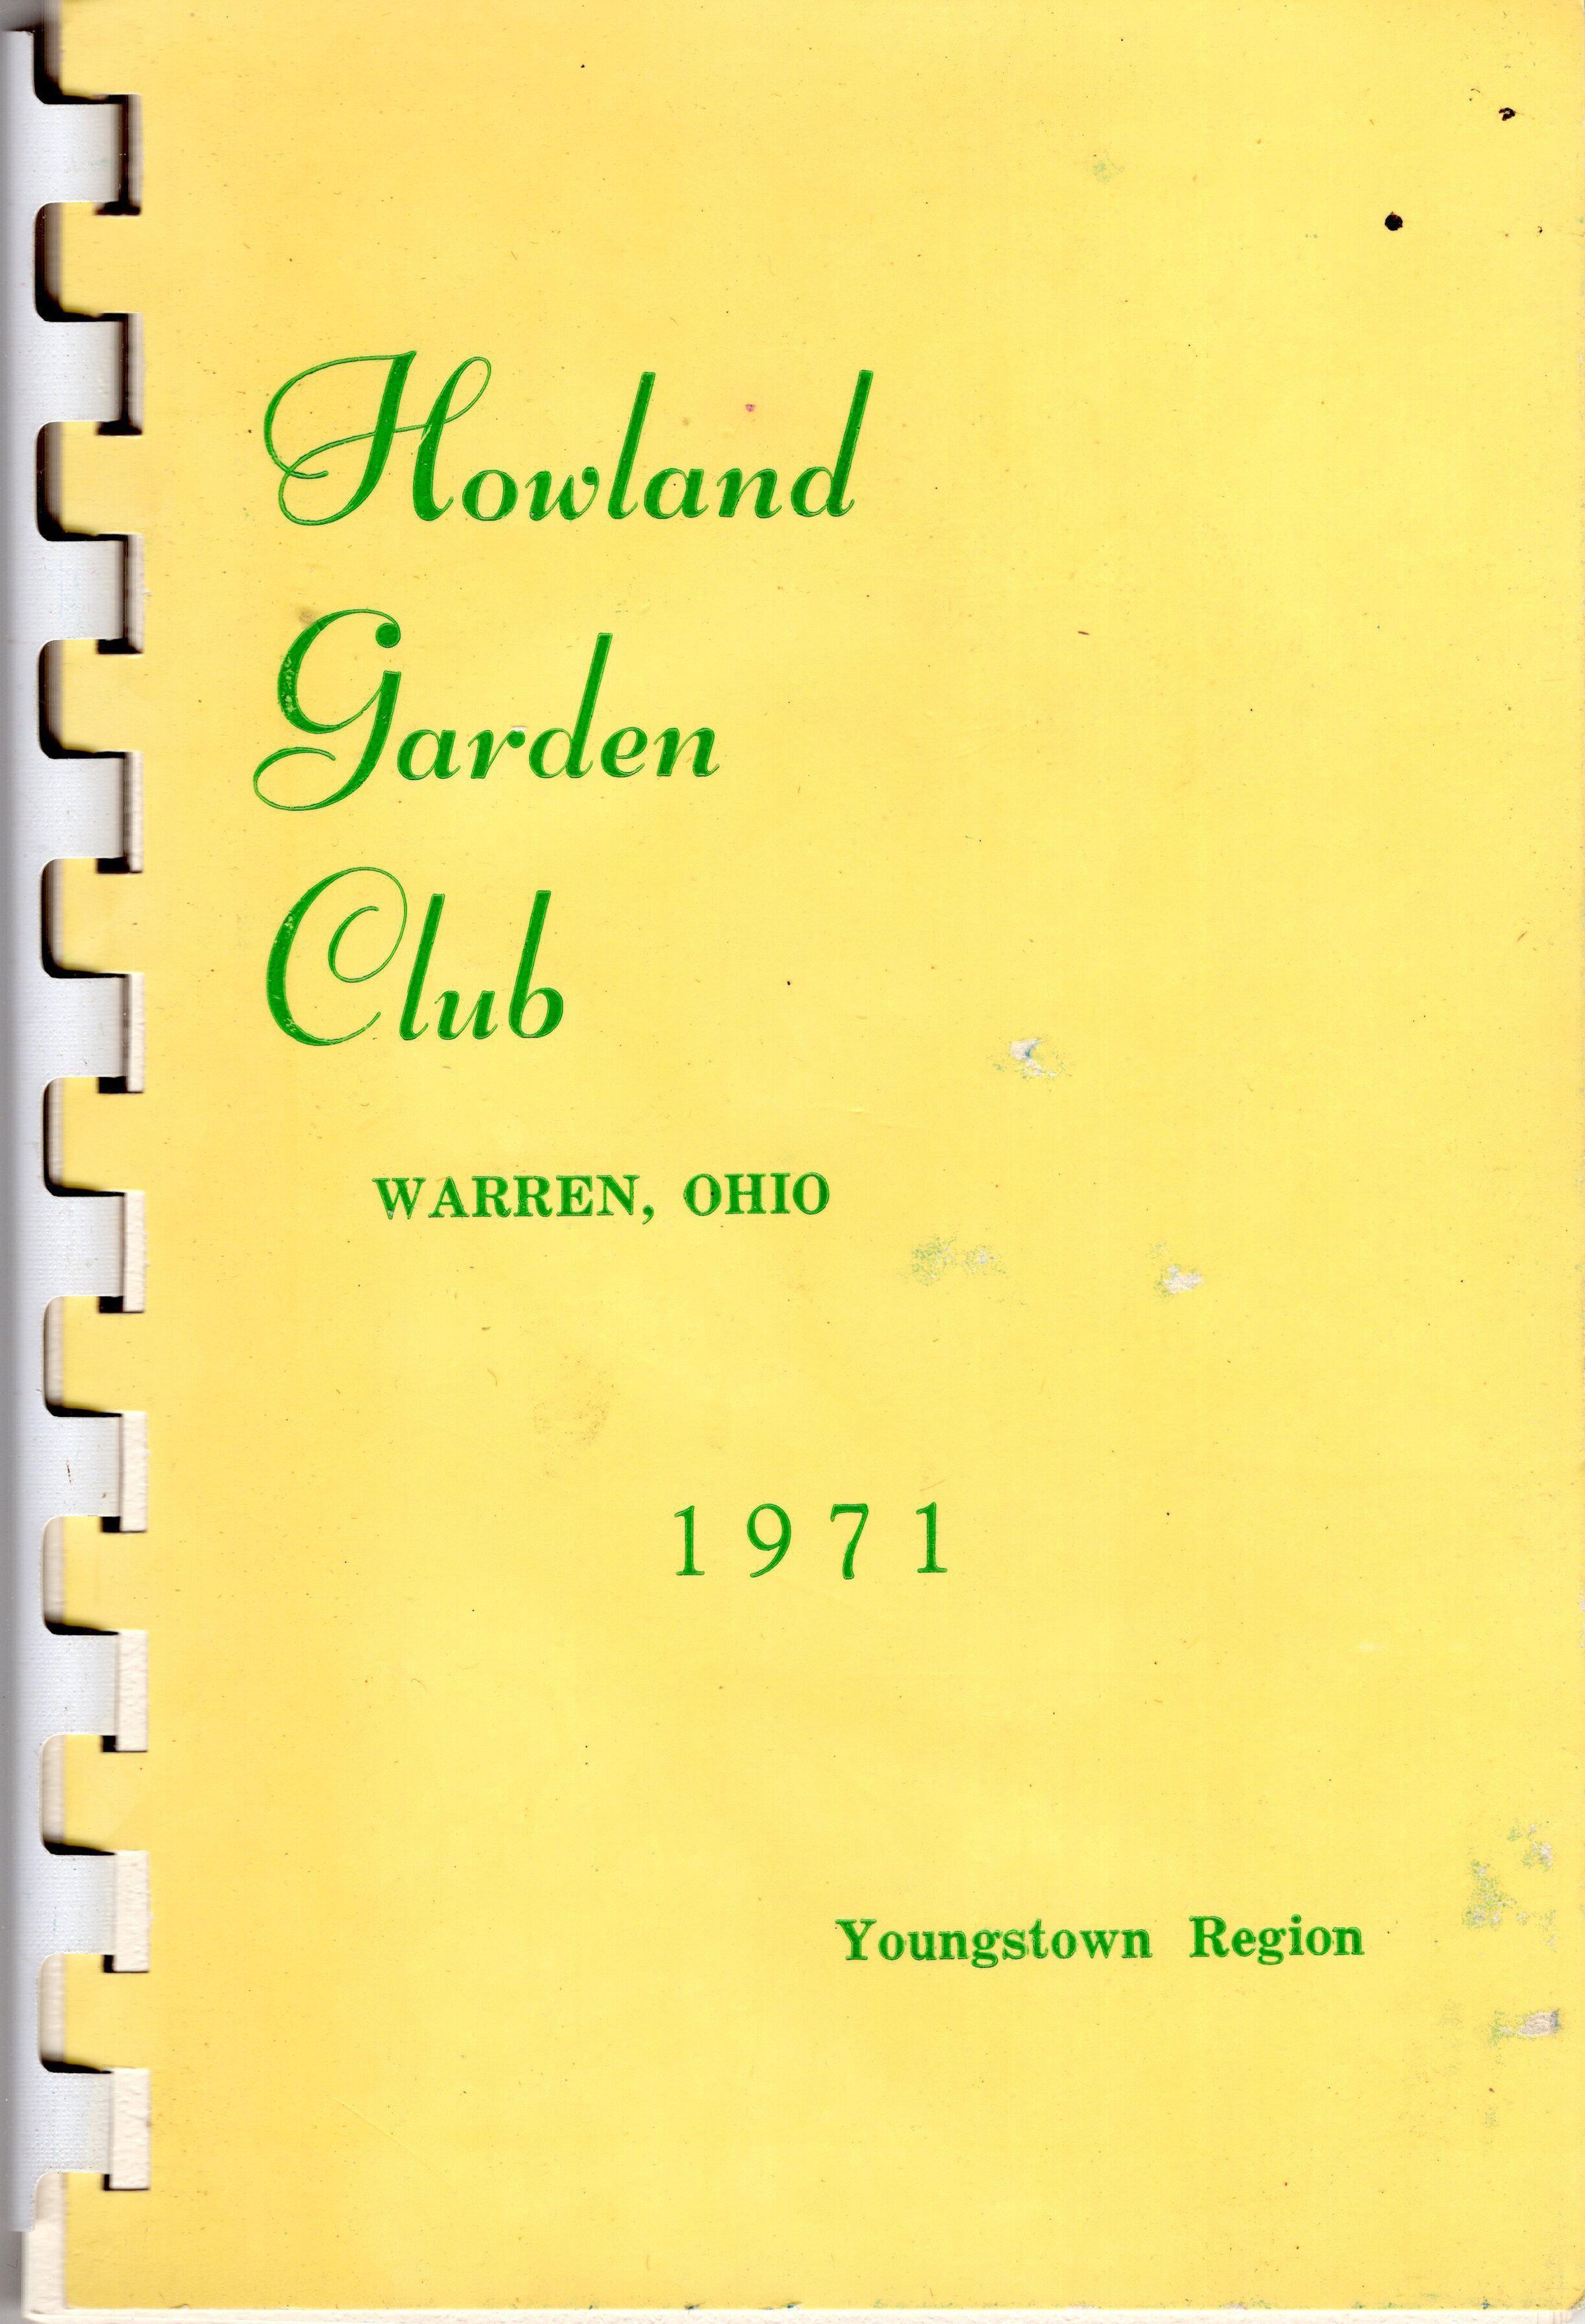 Howland
Garden
Club
WARREN, OHIO
1971
Youngstown Region